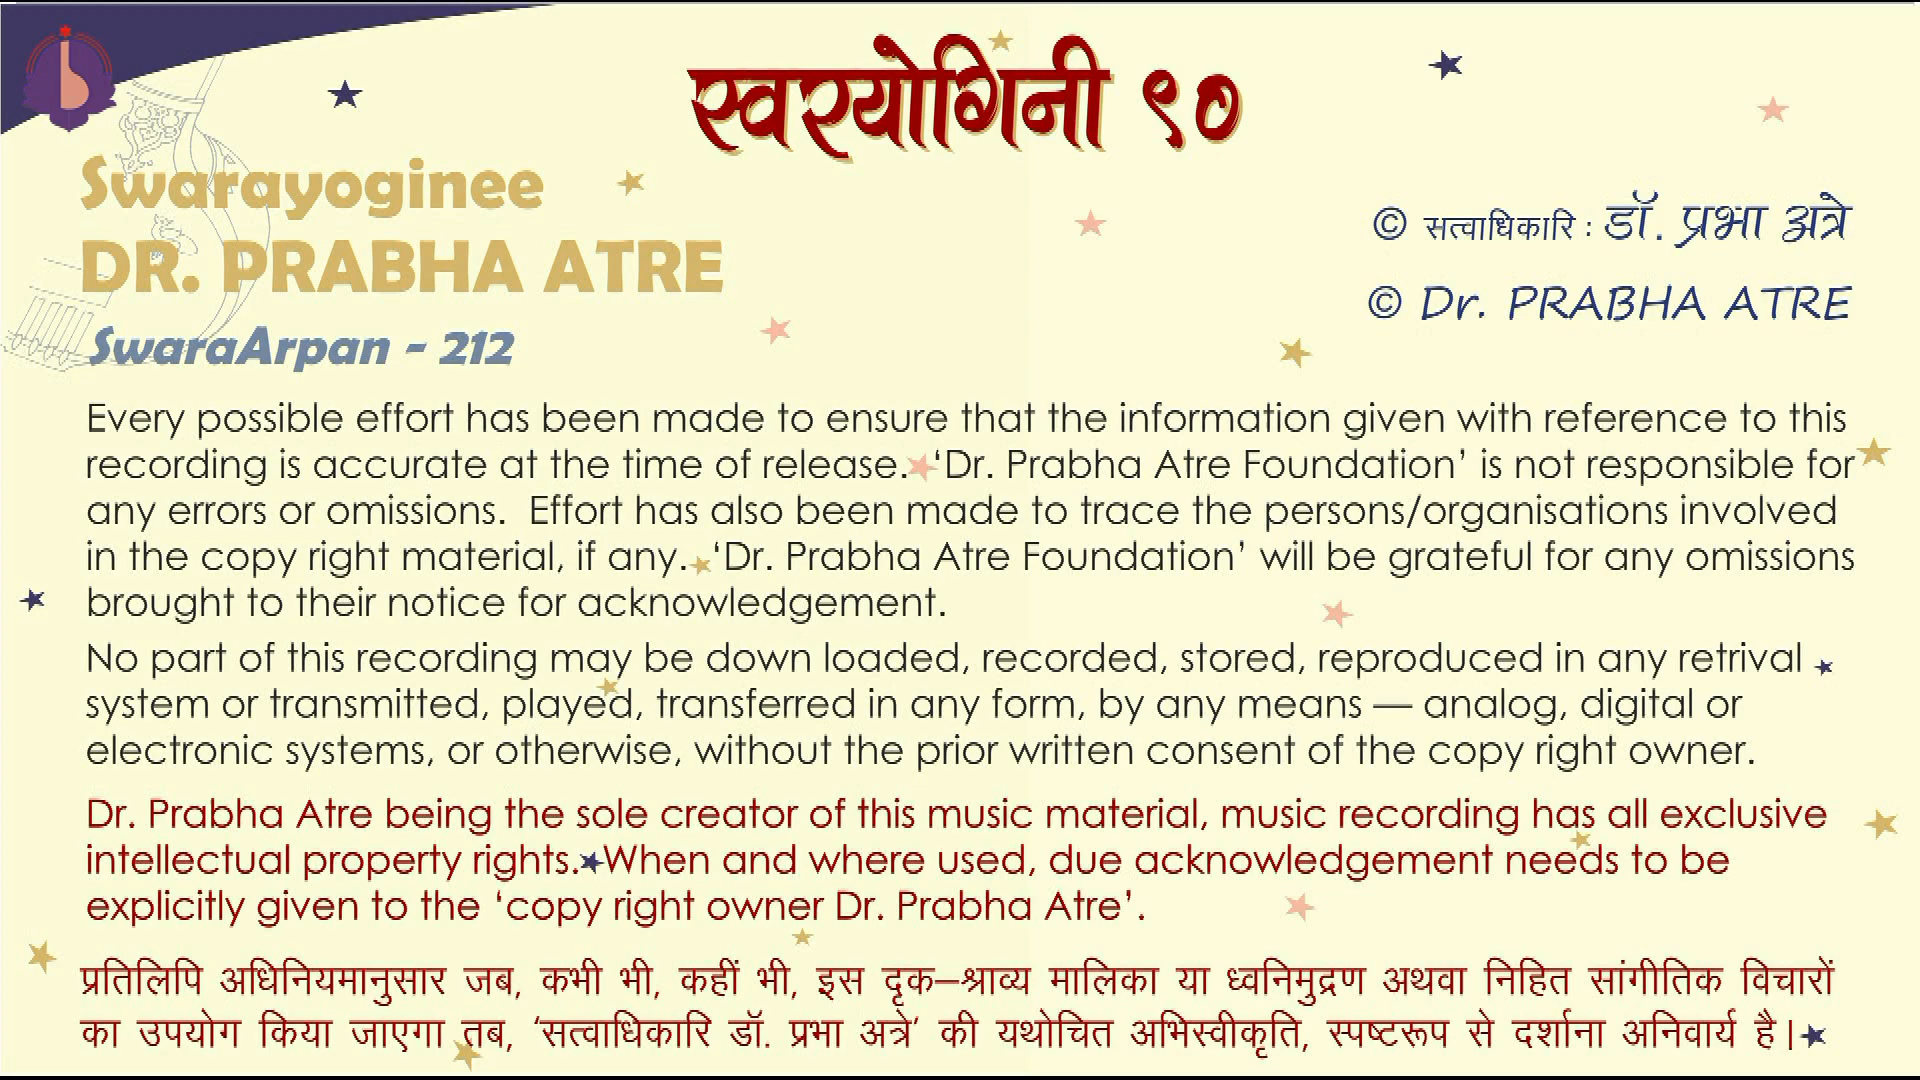 स्वरयोगिनी ९०
Swarayoginee
DR. PRABHA ATRE
SwaraArpan - 212
© सत्वाधिकारि : डॉ. प्रभा अत्रे
© Dr. PRABHA ATRE
Every possible effort has been made to ensure that the information given with reference to this
recording is accurate at the time of release. ‘Dr. Prabha Atre Foundation’ is not responsible for
any errors or omissions. Effort has also been made to trace the persons/organisations involved
in the copy right material, if any. ‘Dr. Prabha Atre Foundation’ will be grateful for any omissions
brought to their notice for acknowledgement.
No part of this recording may be down loaded, recorded, stored, reproduced in any retrival
system or transmitted, played, transferred in any form, by any means — analog, digital or
electronic systems, or otherwise, without the prior written consent of the copy right owner.
Dr. Prabha Atre being the sole creator of this music material, music recording has all exclusive
intellectual property rights. When and where used, due acknowledgement needs to be
explicitly given to the ‘copy right owner Dr. Prabha Atre’.
प्रतिलिपि अधिनियमानुसार जब, कभी भी, कहीं भी, इस दृक–श्राव्य मालिका या ध्वनिमुद्रण अथवा निहित सांगीतिक विचारों
का उपयोग किया जाएगा तब, ‘सत्वाधिकारि डॉ. प्रभा अत्रे’ की यथोचित अभिस्वीकृति, स्पष्टरूप से दर्शाना अनिवार्य है।